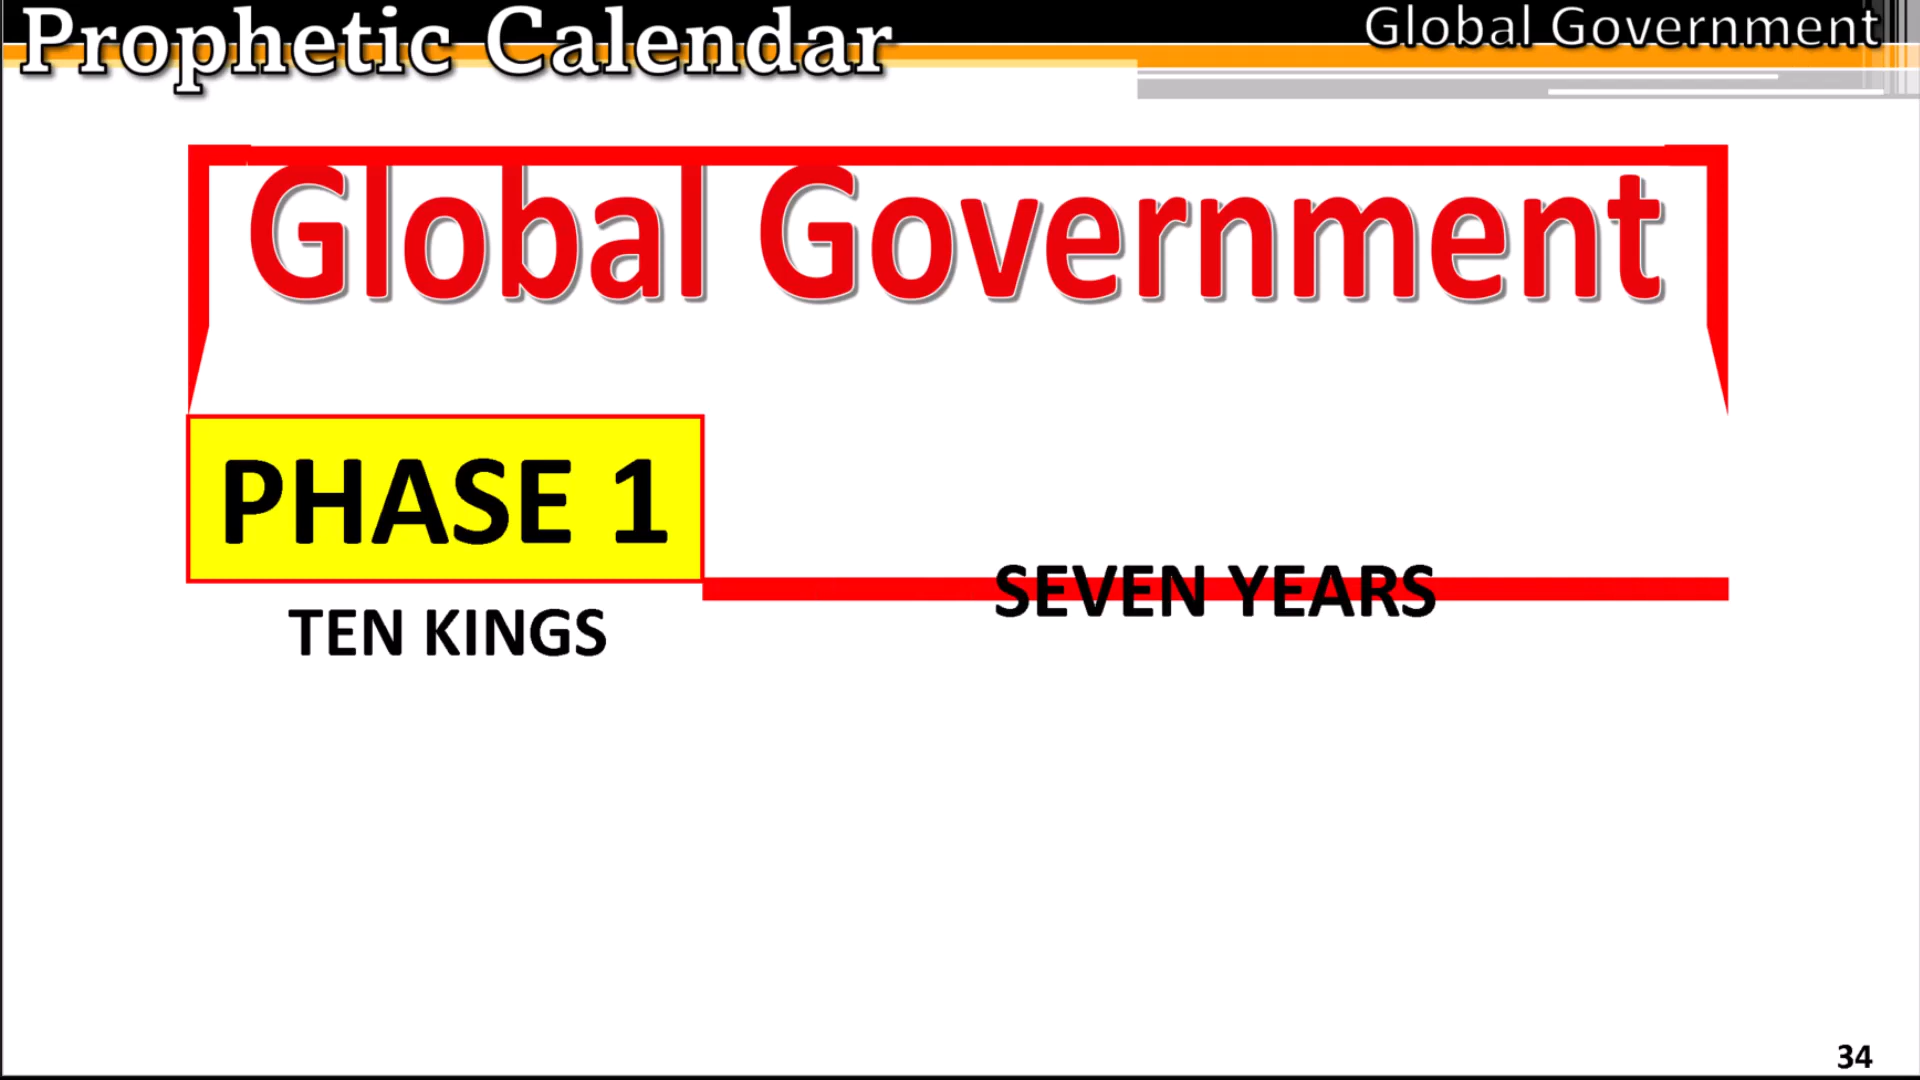 Prophetic Calendar
Global Government
Global Government
PHASE 1
SEVEN YEARS
TEN KINGS
34